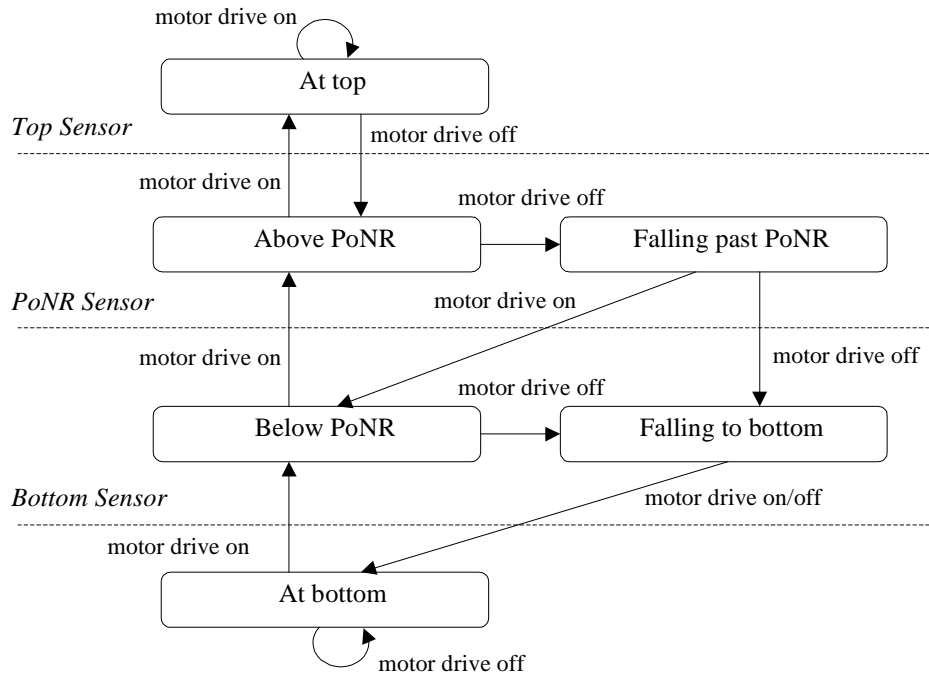 motor drive on
At top
Top Sensor
motor drive off
motor drive on
motor drive off
Above PoNR
Falling past PoNR
PoNR Sensor
motor drive on
motor drive on
motor drive off
motor drive off
Below PoNR
Falling to bottom
Bottom Sensor
motor drive on/off
motor drive on
At bottom
motor drive off